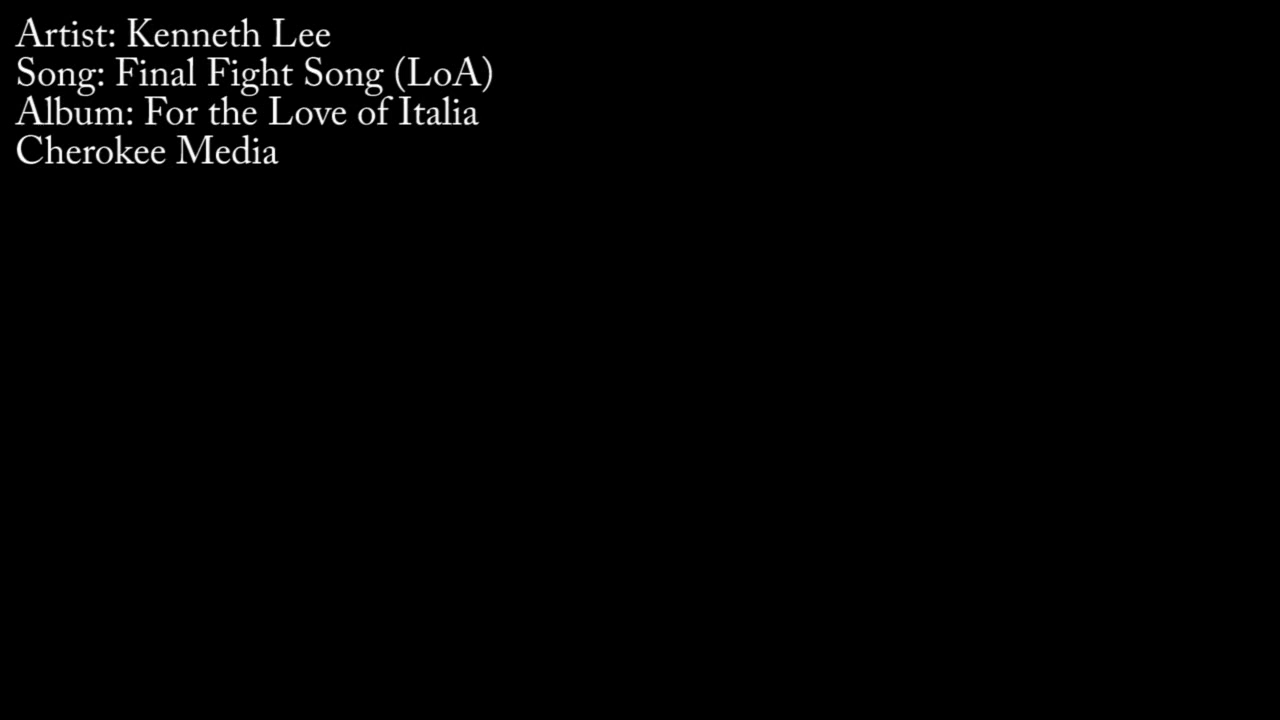 Artist: Kenneth Lee
Song: Final Fight Song (LoA)
Album: For the Love of Italia
Cherokee Media